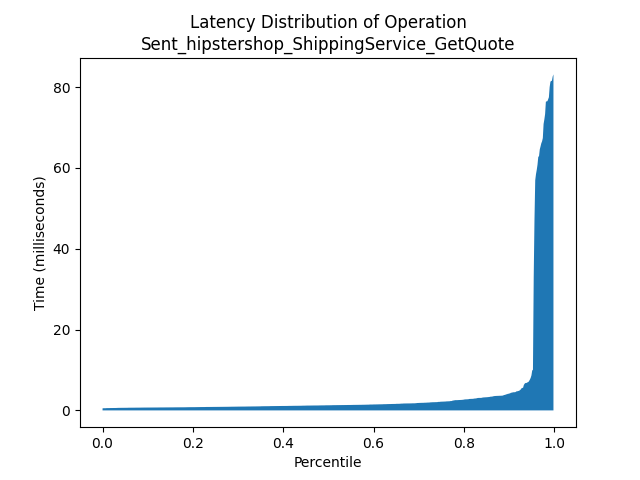 Latency Distribution of Operation
Sent_hipstershop_ShippingService_GetQuote
Time (milliseconds)
80
60
40
20
0
0.0 0.2 0.4 0.6 0.8 1.0
Percentile